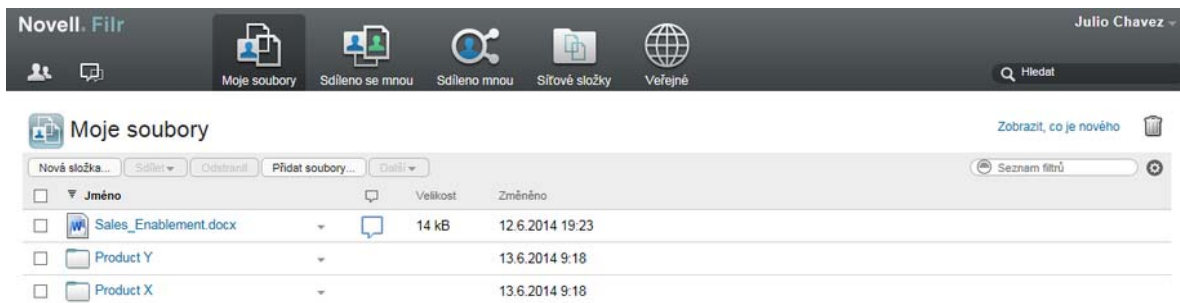 Novell. Filr
Julio Chavez
Moje soubory
Sdíleno se mnou
Sdíleno mnou
Síťové složky
Veřejné
Hledat
Moje soubory
Zobrazit, co je nového
Nová složka...
Sdílet
Odstranit
Přidat soubory...
Další
Seznam filtrů
Jméno
Velikost
Změněno
Sales_Enablement.docx
14 kB
12.6.2014 19:23
Product Y
13.6.2014 9:18
Product X
13.6.2014 9:18